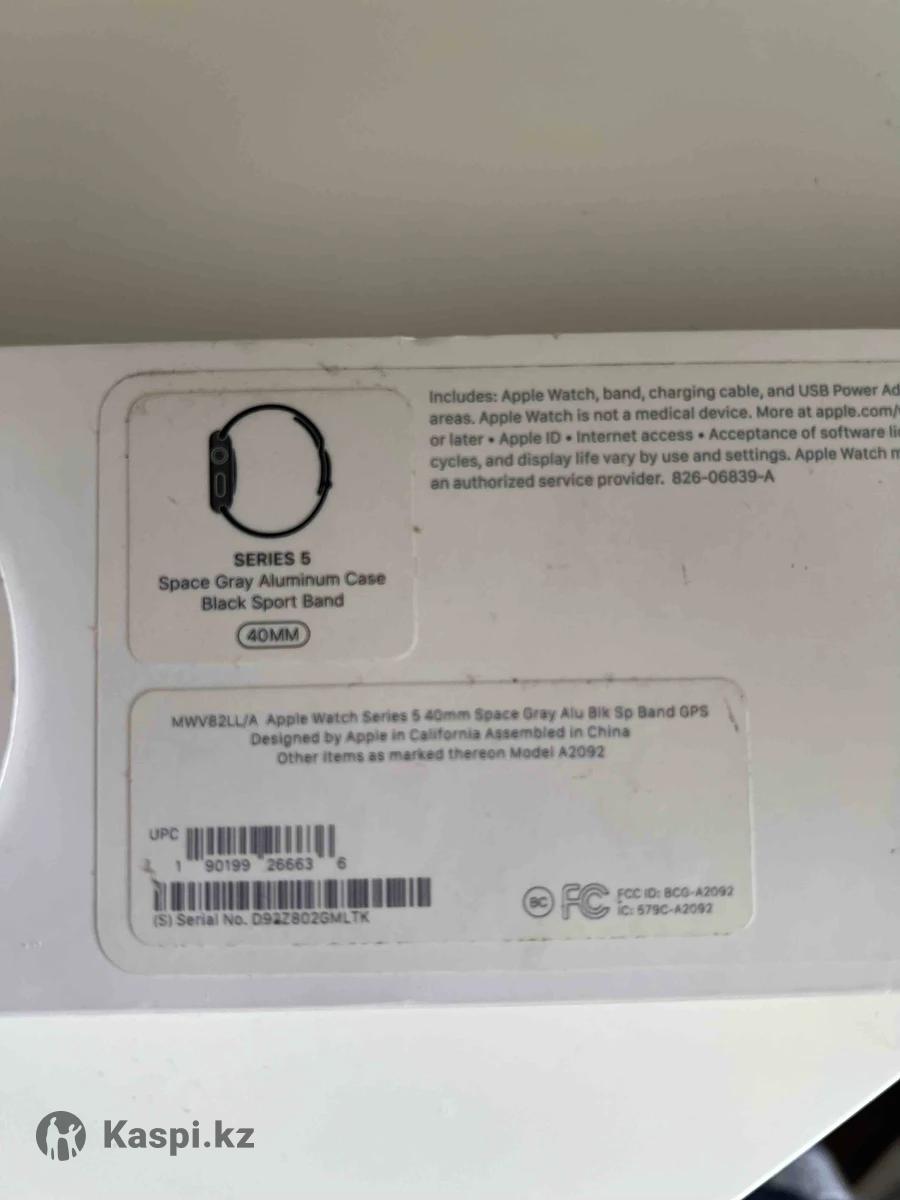 Includes: Apple Watch, band, charging cable, and USB Power Ad
areas. Apple Watch is not a medical device. More at apple.com/
or later • Apple ID • Internet access • Acceptance of software
cycles, and display life vary by use and settings. Apple Watch
an authorized service provider. 826-06839-A
SERIES 5
Space Gray Aluminum Case
Black Sport Band
40MM
MWV82LL/A Apple Watch Series 5 40mm Space Gray Alu Blk Sp Band GPS
Designed by Apple in California Assembled in China
Other items as marked thereon Model A2092
UPC
1 90199 26663 6
(S) Serial No. D92Z802GMLTK
BC FC FCC ID: BCG-A2092
IC: 579C-A2092
Kaspi.kz